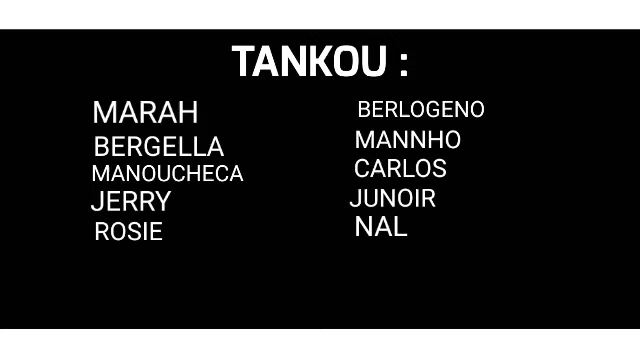 TANKOU :
MARAH
BERGELLA
MANOUCHECA
JERRY
ROSIE
BERLOGENO
MANNHO
CARLOS
JUNOIR
NAL